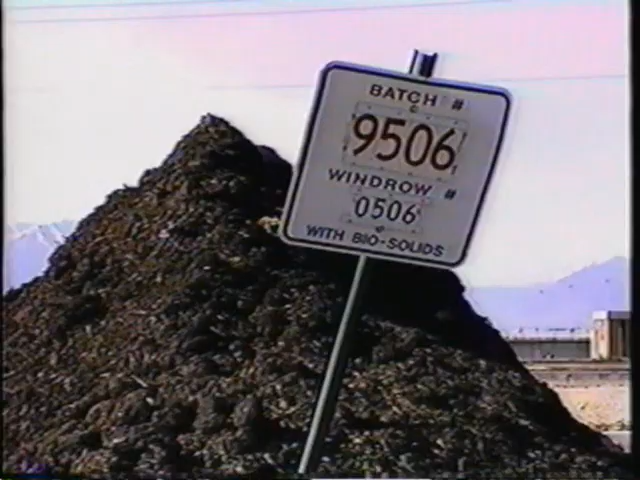 BATCH #
9506
WINDROW #
0506
WITH BIO-SOLIDS